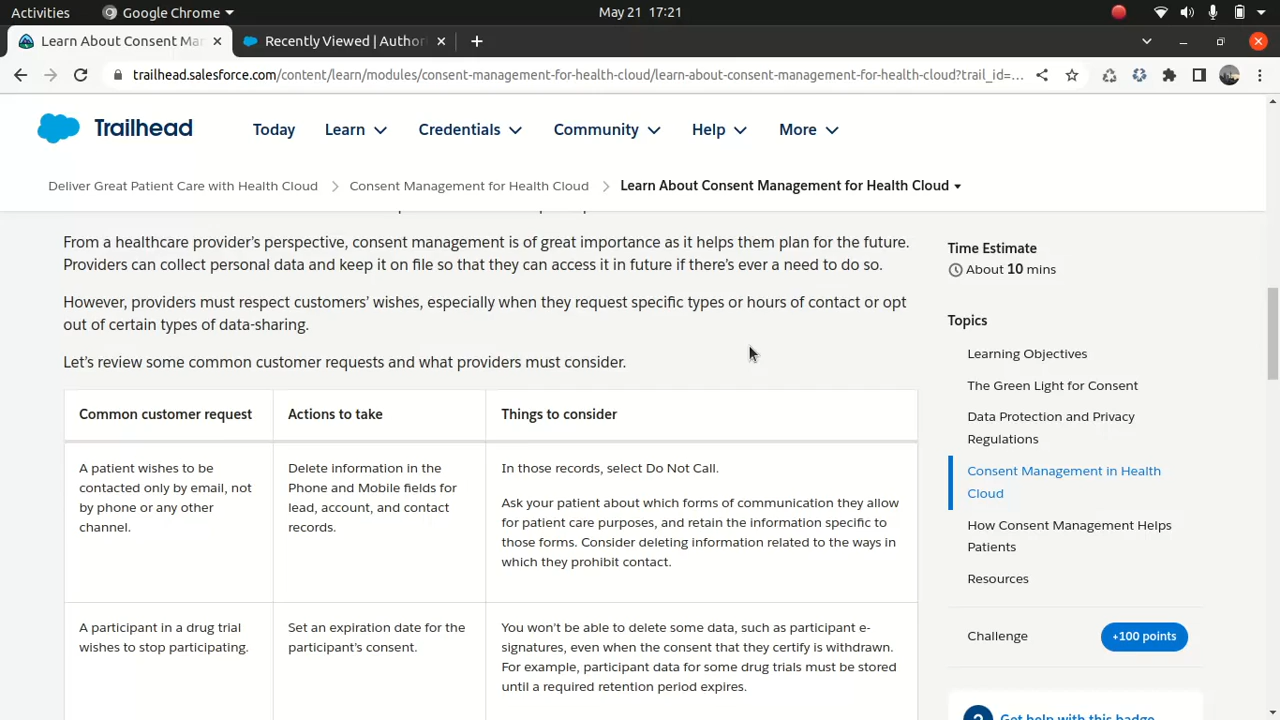 Activities
Google Chrome
May 21 17:21
Learn About Consent Ma
Recently Viewed | Author
trailhead.salesforce.com/content/learn/modules/consent-management-for-health-cloud/learn-about-consent-management-for-health-cloud?trail_id=...
Trailhead
Today
Learn
Credentials
Community
Help
More
Deliver Great Patient Care with Health Cloud
Consent Management for Health Cloud
Learn About Consent Management for Health Cloud
From a healthcare provider's perspective, consent management is of great importance as it helps them plan for the future.
Providers can collect personal data and keep it on file so that they can access it in future if there's ever a need to do so.
However, providers must respect customers' wishes, especially when they request specific types or hours of contact or opt
out of certain types of data-sharing.
Let's review some common customer requests and what providers must consider.
Common customer request
Actions to take
Things to consider
A patient wishes to be
contacted only by email, not
by phone or any other
channel.
Delete information in the
Phone and Mobile fields for
lead, account, and contact
records.
In those records, select Do Not Call.
Ask your patient about which forms of communication they allow
for patient care purposes, and retain the information specific to
those forms. Consider deleting information related to the ways in
which they prohibit contact.
A participant in a drug trial
wishes to stop participating.
Set an expiration date for the
participant's consent.
You won't be able to delete some data, such as participant e-
signatures, even when the consent that they certify is withdrawn.
For example, participant data for some drug trials must be stored
until a required retention period expires.
Time Estimate
About 10 mins
Topics
Learning Objectives
The Green Light for Consent
Data Protection and Privacy
Regulations
Consent Management in Health
Cloud
How Consent Management Helps
Patients
Resources
Challenge
+100 points
Get help with this badge